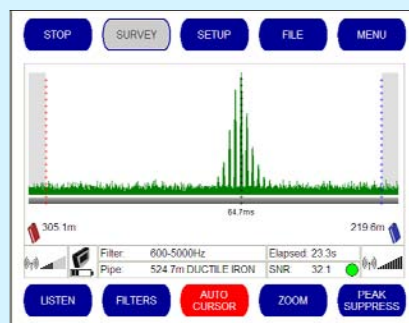 STOP SURVEY SETUP FILE MENU
64.7ms
305.1m 219.6m
Filter: 600-5000Hz Elapsed: 23.3s
Pipe: 524.7m DUCTILE IRON SNR: 32.1
LISTEN FILTERS AUTO CURSOR ZOOM PEAK SUPPRESS